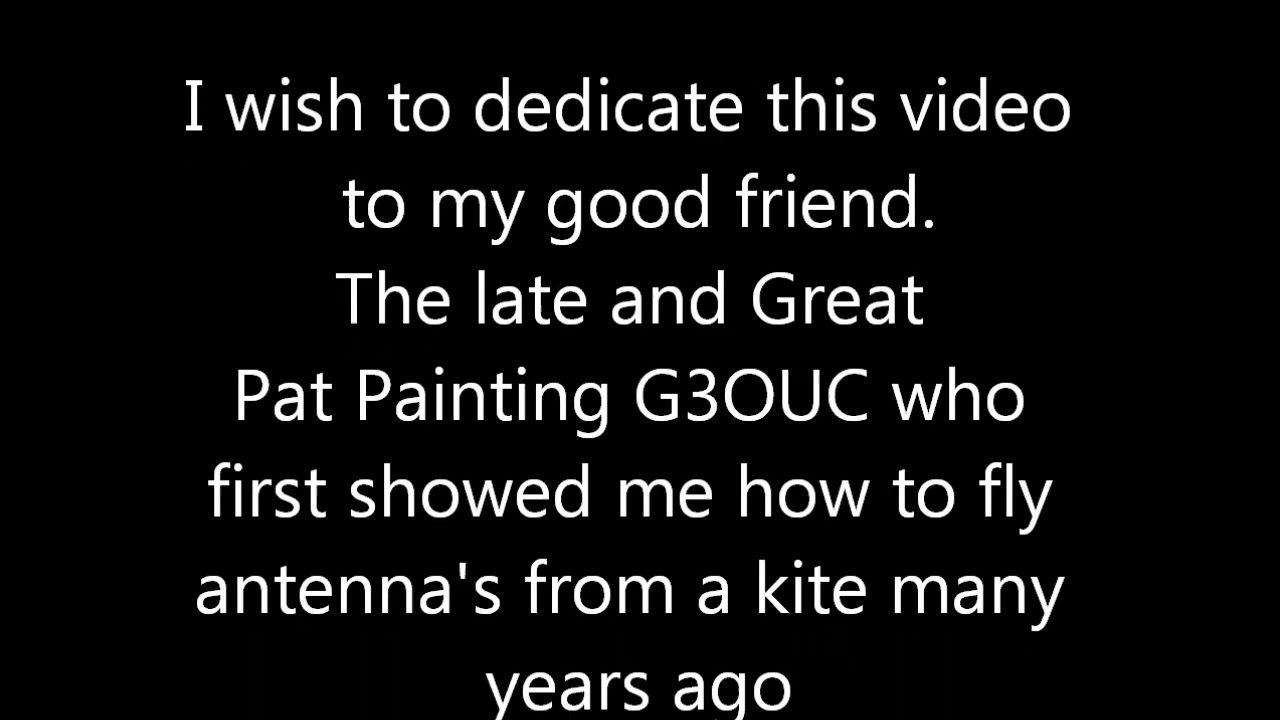 I wish to dedicate this video
to my good friend.
The late and Great
Pat Painting G3OUC who
first showed me how to fly
antenna's from a kite many
years ago